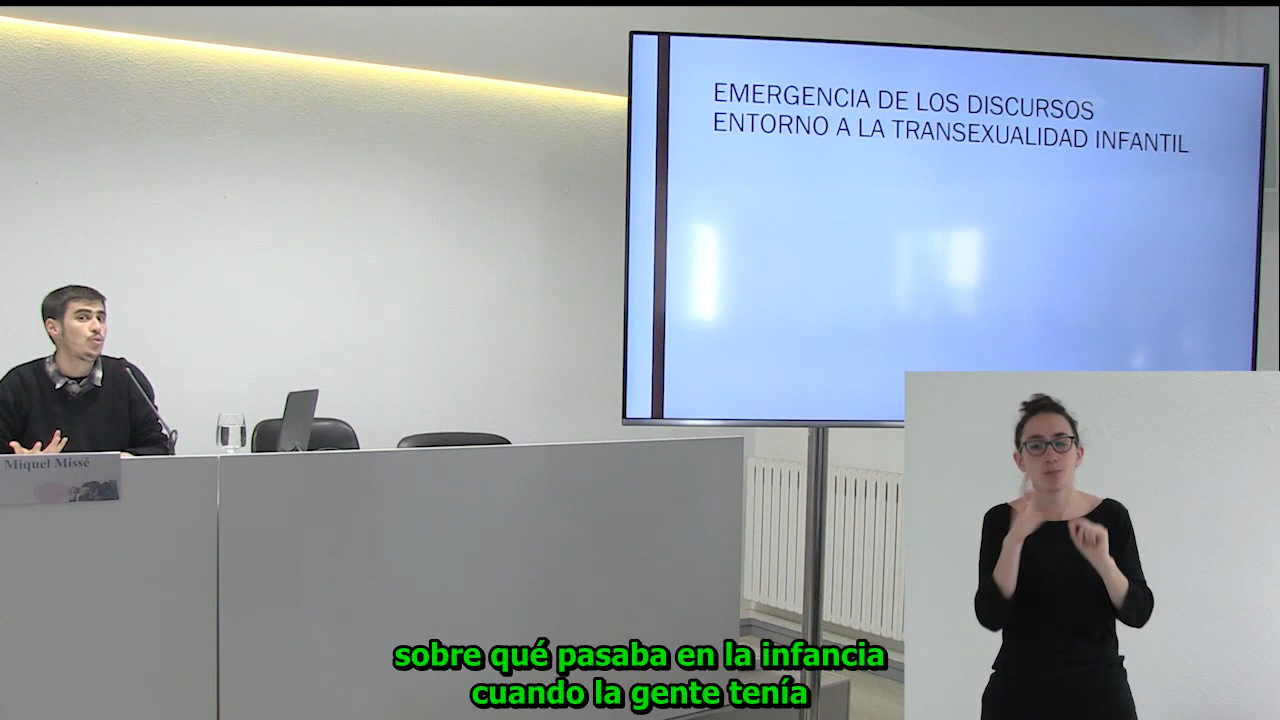 EMERGENCIA DE LOS DISCURSOS
ENTORNO A LA TRANSEXUALIDAD INFANTIL
Miquel Missé
sobre qué pasaba en la infancia
cuando la gente tenía